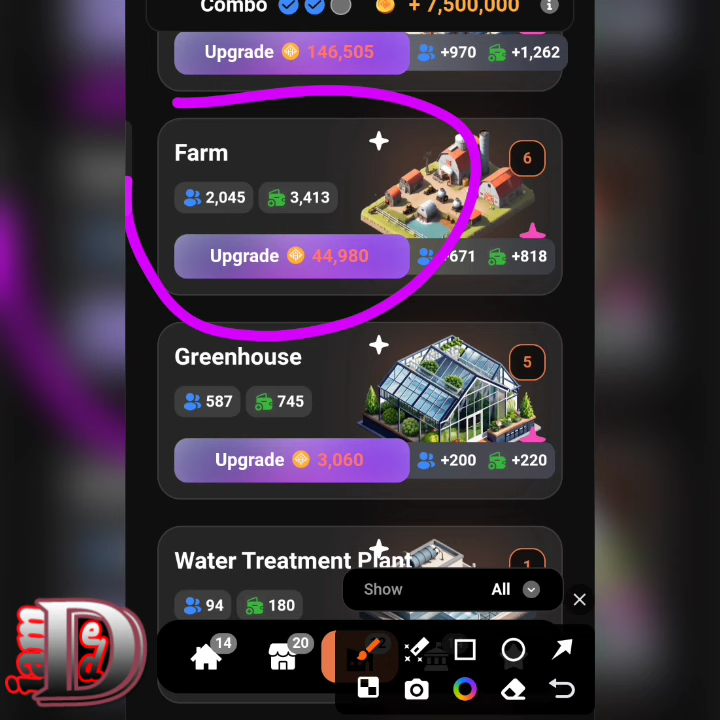 Combo + 7,500,000 i
Upgrade 146,505 +970 +1,262
Farm 6
2,045 3,413
Upgrade 44,980 +671 +818
Greenhouse 5
587 745
Upgrade 3,060 +200 +220
Water Treatment Plant 1
94 180
Show All
14 20